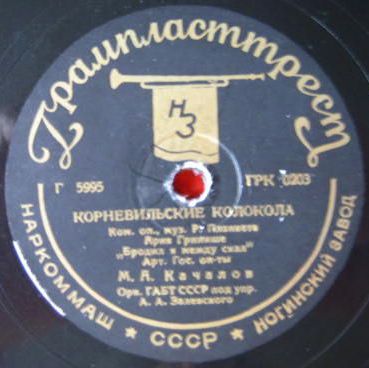 Грампласттрест
НЗ
Г 5995
ГРК 0203
КОРНЕВИЛЬСКИЕ КОЛОКОЛА
Ком. оп., муз. Р. Планкета
Ария Гренише
„Бродил я между скал"
Арт. Гос. оп-ты
М. А. Качалов
Орк. ГАБТ СССР под упр.
А. А. Залевского
НАРКОММАШ ★ СССР ★ НОГИНСКИЙ ЗАВОД